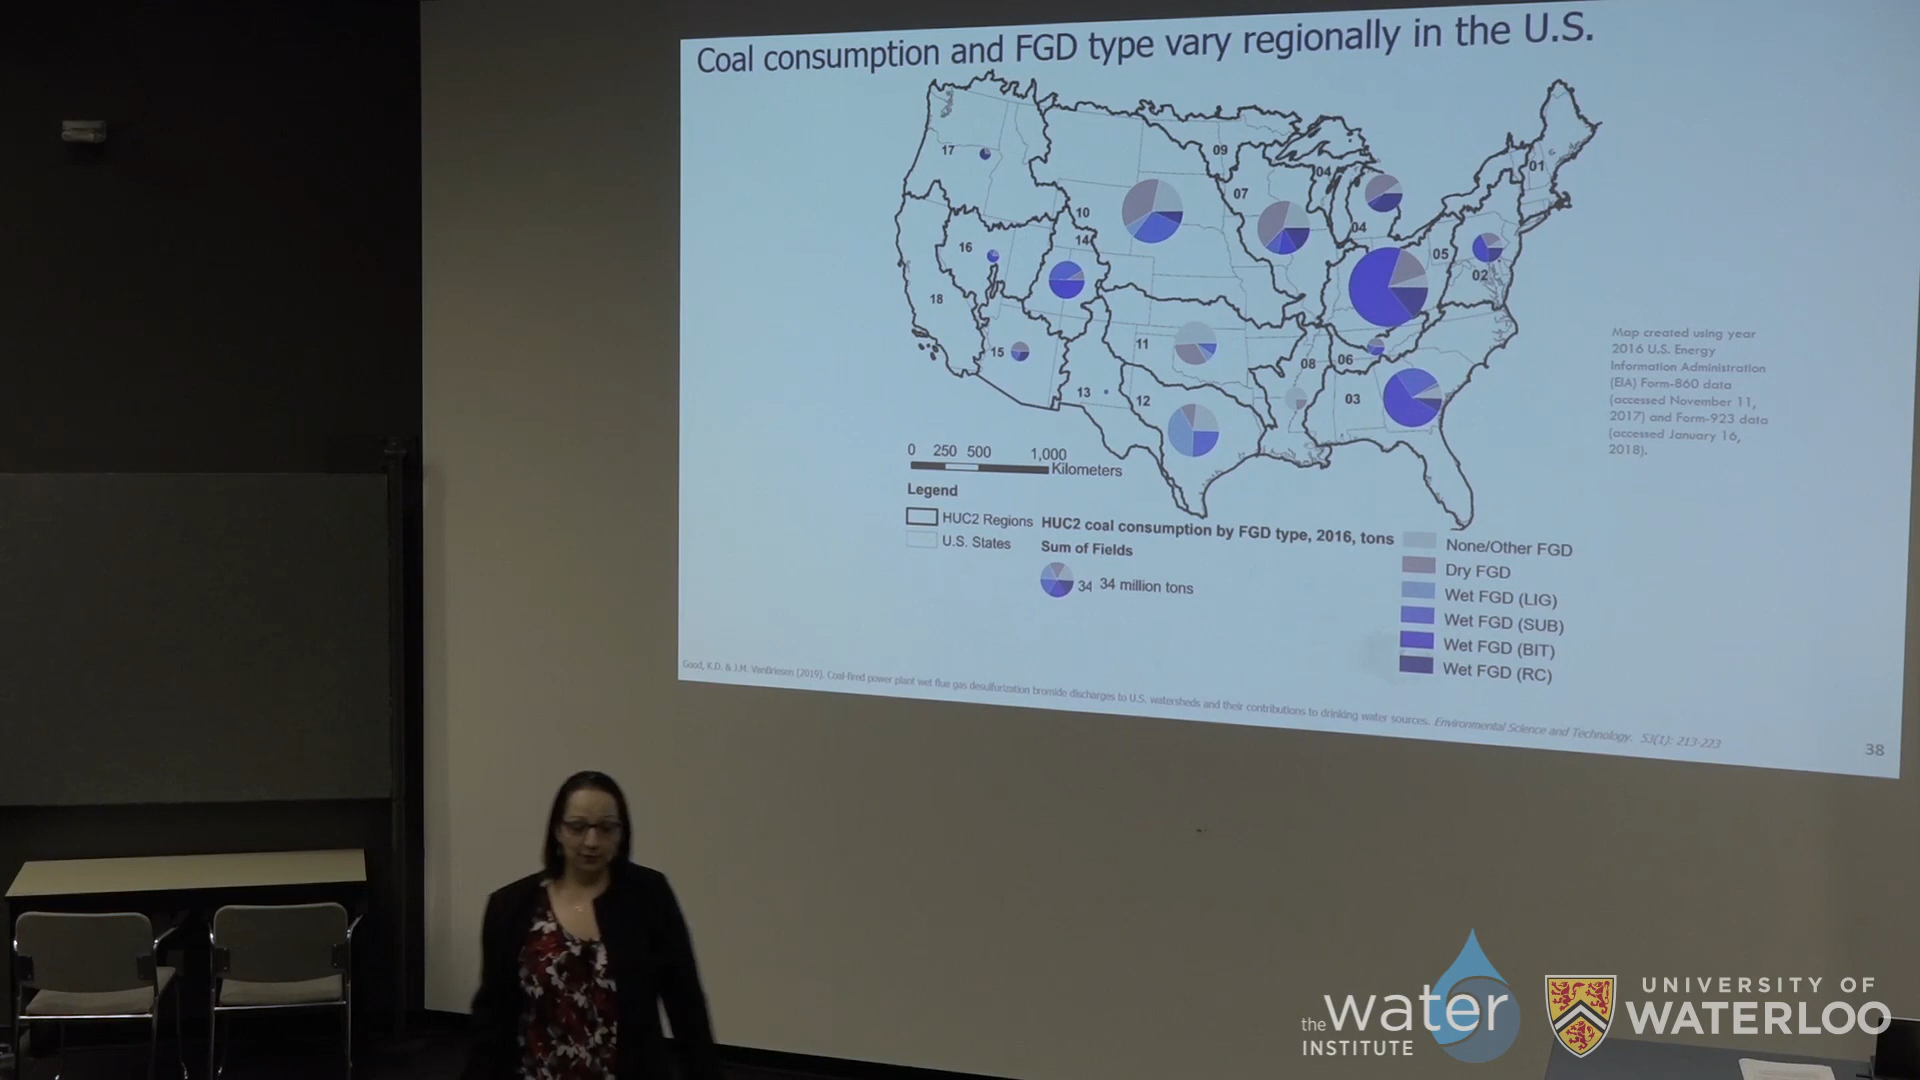 Coal consumption and FGD type vary regionally in the U.S.
17
09
04
01
07
10
04
14
16
05
02
18
11
15
08
06
13
12
03
Map created using year
2016 U.S. Energy
Information Administration
(EIA) Form-860 data
(accessed November 11,
2017) and Form-923 data
(accessed January 16,
2018).
0 250 500 1,000
Kilometers
Legend
HUC2 Regions
U.S. States
HUC2 coal consumption by FGD type, 2016, tons
Sum of Fields
34 34 million tons
None/Other FGD
Dry FGD
Wet FGD (LIG)
Wet FGD (SUB)
Wet FGD (BIT)
Wet FGD (RC)
Good, K.D. & J.M. VanBriesen (2019). Coal-fired power plant wet flue gas desulfurization bromide discharges to U.S. watersheds and their contributions to drinking water sources. Environmental Science and Technology. 53(1): 213-223
38
the water
INSTITUTE
UNIVERSITY OF
WATERLOO